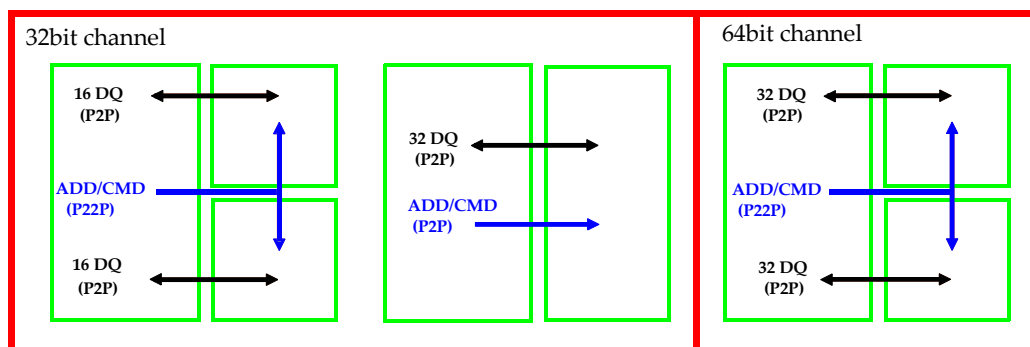 32bit channel
16 DQ
(P2P)
ADD/CMD
(P22P)
16 DQ
(P2P)
32 DQ
(P2P)
ADD/CMD
(P2P)
64bit channel
32 DQ
(P2P)
ADD/CMD
(P22P)
32 DQ
(P2P)